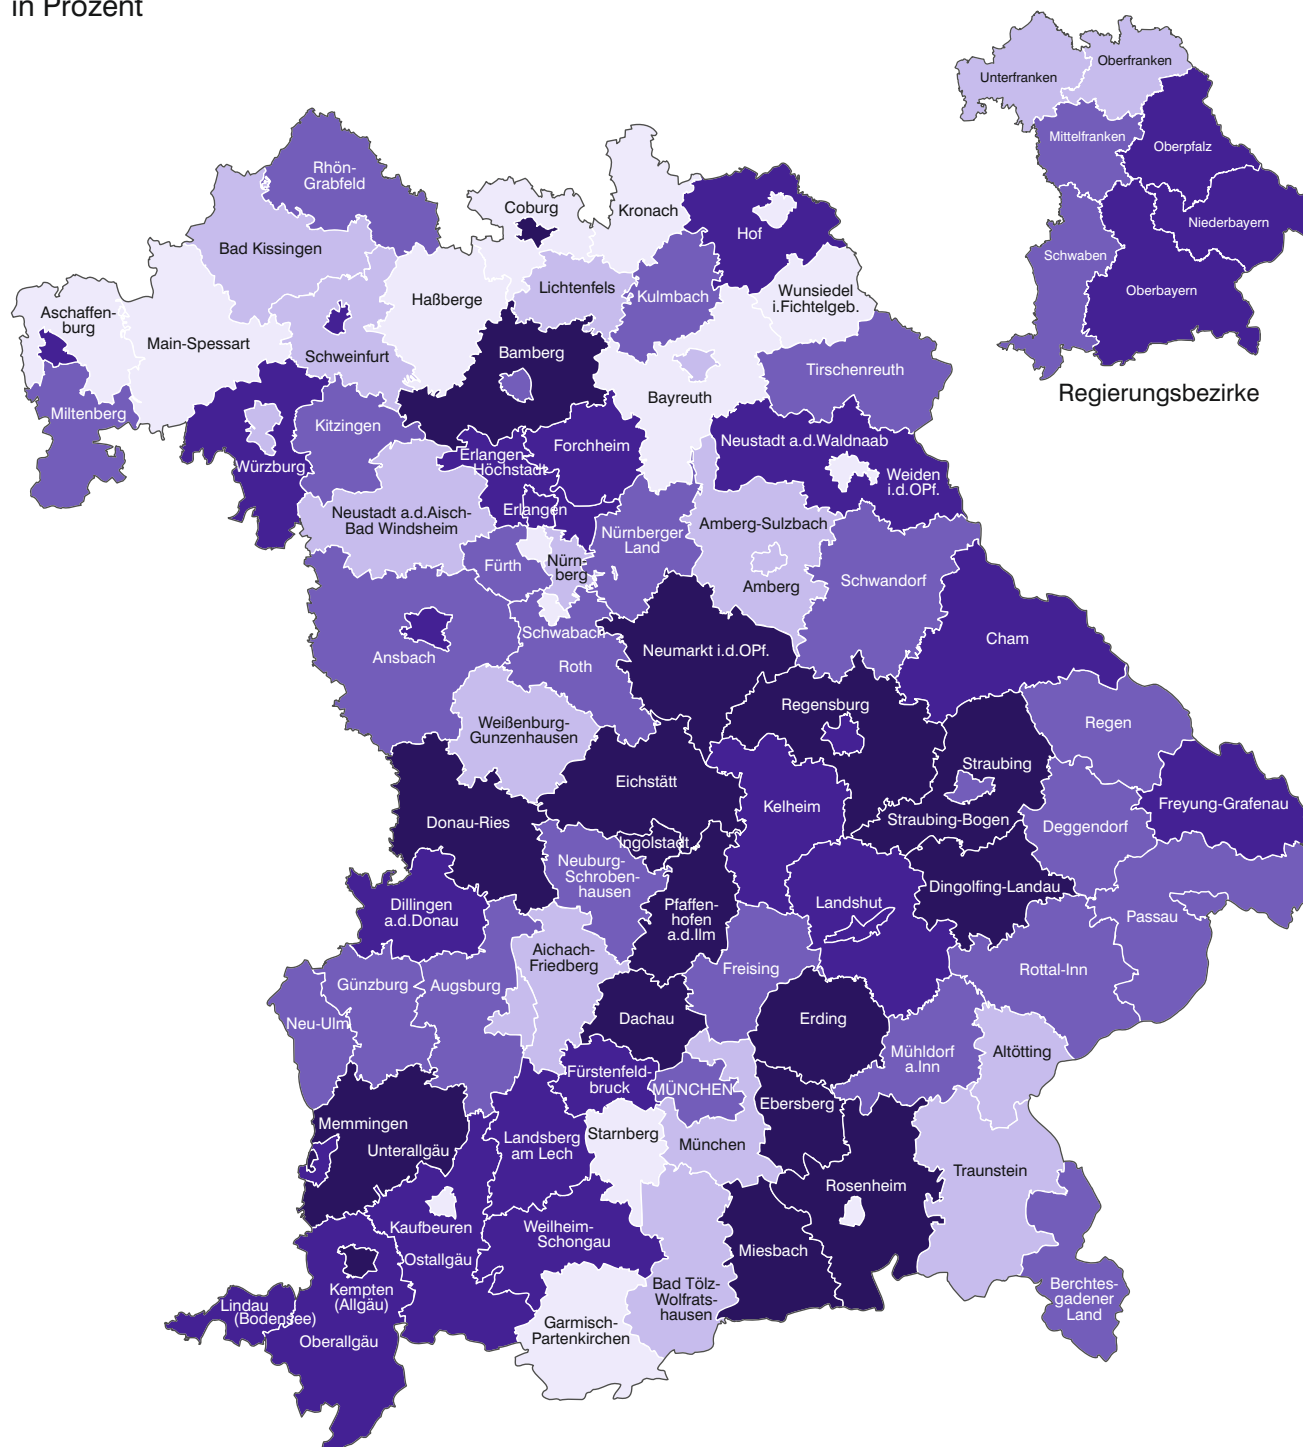 in Prozent
Unterfranken
Oberfranken
Mittelfranken
Oberpfalz
Niederbayern
Schwaben
Oberbayern
Regierungsbezirke
Rhön-
Grabfeld
Coburg
Kronach
Hof
Bad Kissingen
Haßberge
Lichtenfels
Kulmbach
Wunsiedel
i.Fichtelgeb.
Aschaffen-
burg
Main-Spessart
Schweinfurt
Bamberg
Tirschenreuth
Bayreuth
Miltenberg
Kitzingen
Würzburg
Erlangen-
Höchstadt
Forchheim
Neustadt a.d.Waldnaab
Weiden
i.d.OPf.
Neustadt a.d.Aisch-
Bad Windsheim
Erlangen
Nürnberger
Land
Amberg-Sulzbach
Fürth
Nürn-
berg
Amberg
Schwandorf
Schwabach
Ansbach
Roth
Neumarkt i.d.OPf.
Cham
Weißenburg-
Gunzenhausen
Regensburg
Regen
Straubing
Eichstätt
Kelheim
Straubing-Bogen
Freyung-Grafenau
Deggendorf
Donau-Ries
Ingolstadt
Neuburg-
Schroben-
hausen
Dingolfing-Landau
Dillingen
a.d.Donau
Pfaffen-
hofen
a.d.Ilm
Landshut
Passau
Aichach-
Friedberg
Freising
Rottal-Inn
Günzburg
Augsburg
Neu-Ulm
Dachau
Erding
Mühldorf
a.Inn
Altötting
Fürstenfeld-
bruck
MÜNCHEN
Ebersberg
Memmingen
Unterallgäu
Landsberg
am Lech
Starnberg
München
Traunstein
Rosenheim
Kaufbeuren
Ostallgäu
Weilheim-
Schongau
Miesbach
Kempten
(Allgäu)
Bad Tölz-
Wolfrats-
hausen
Berchtes-
gadener
Land
Lindau
(Bodensee)
Oberallgäu
Garmisch-
Partenkirchen